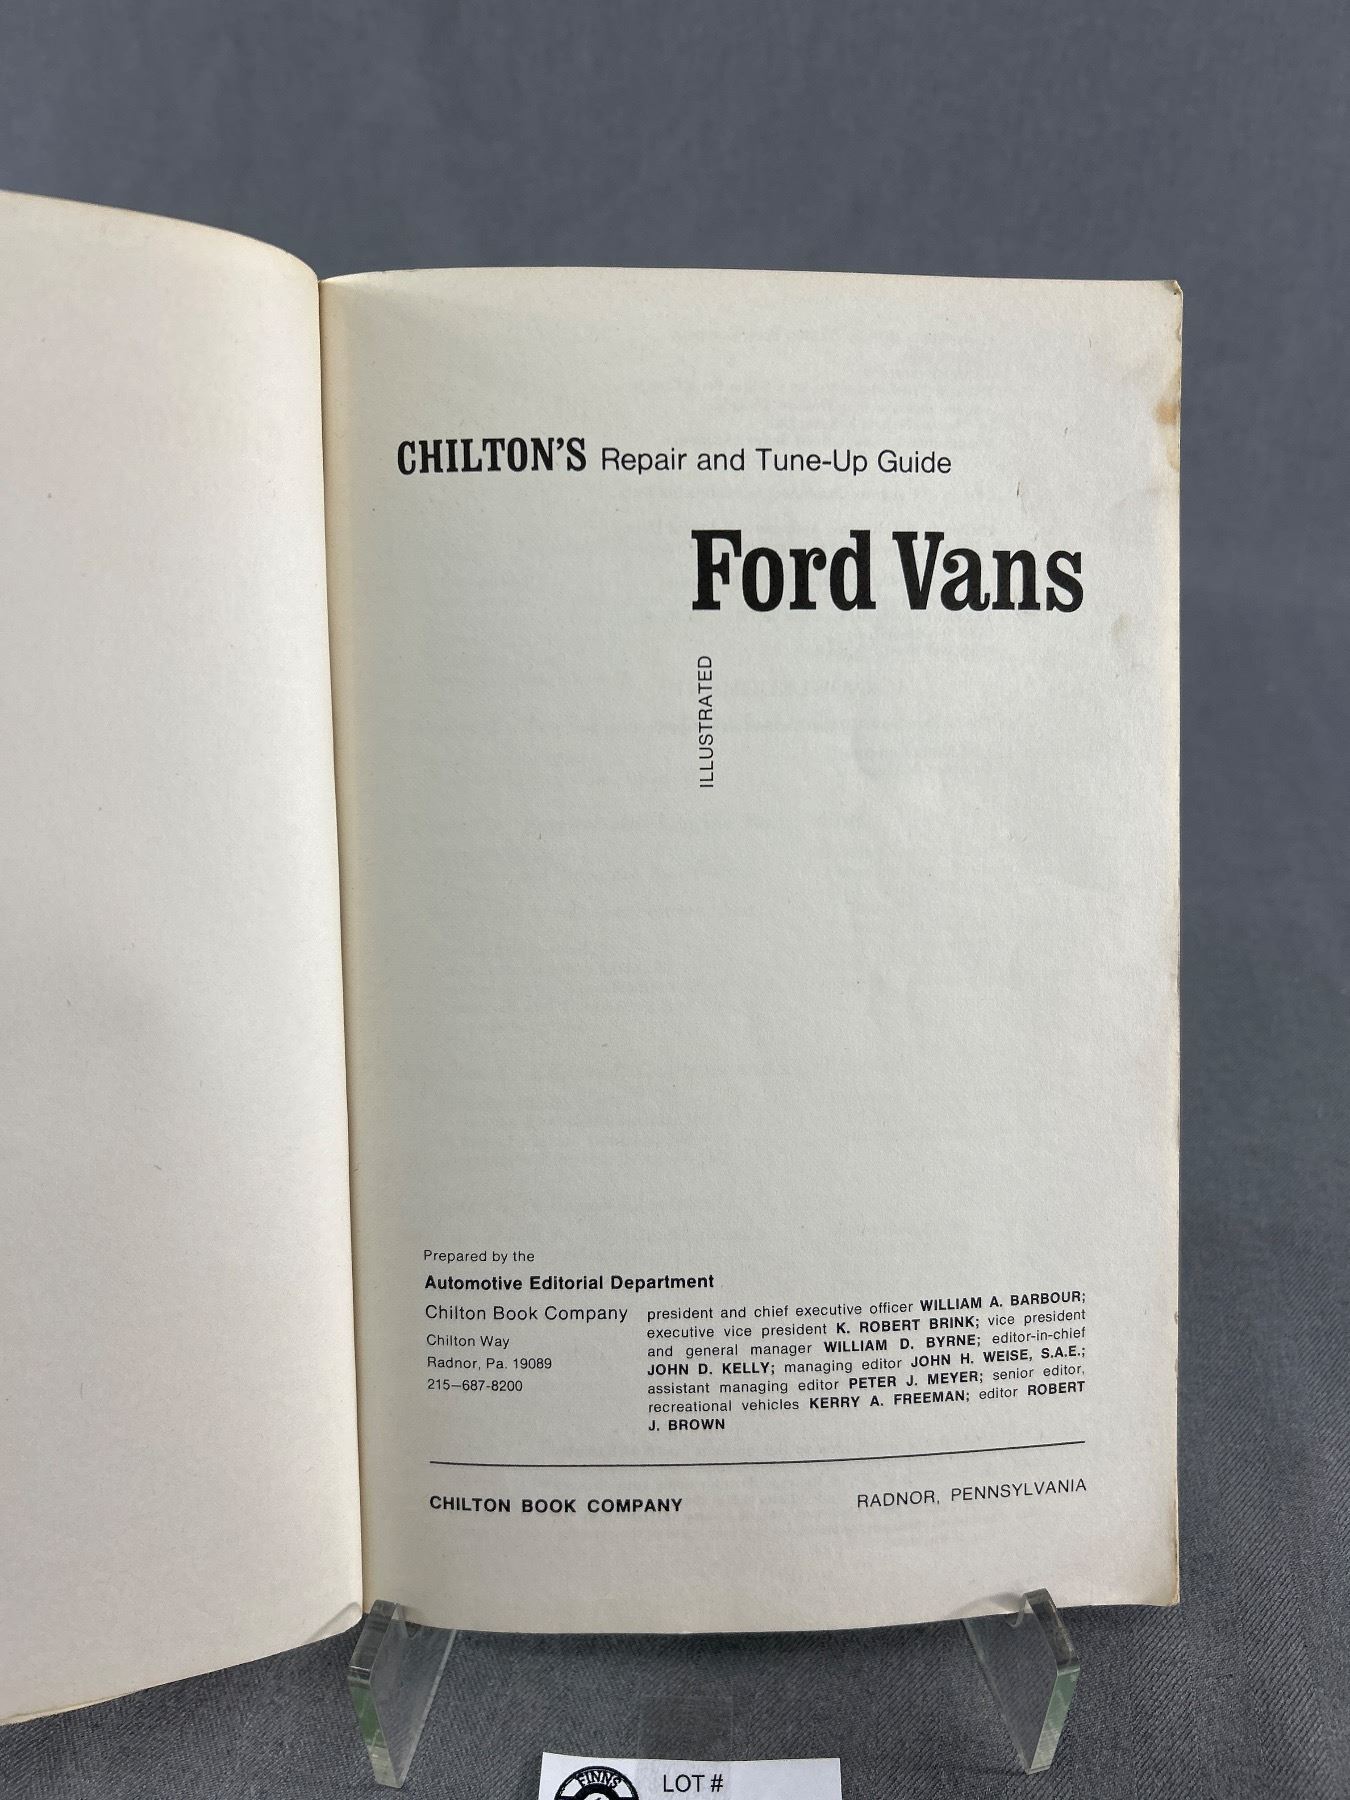 CHILTON'S Repair and Tune-Up Guide
Ford Vans
ILLUSTRATED
Prepared by the
Automotive Editorial Department
Chilton Book Company
Chilton Way
Radnor, Pa. 19089
215—687-8200
president and chief executive officer WILLIAM A. BARBOUR;
executive vice president K. ROBERT BRINK; vice president
and general manager WILLIAM D. BYRNE; editor-in-chief
JOHN D. KELLY; managing editor JOHN H. WEISE, S.A.E.;
assistant managing editor PETER J. MEYER; senior editor,
recreational vehicles KERRY A. FREEMAN; editor ROBERT
J. BROWN
CHILTON BOOK COMPANY
RADNOR, PENNSYLVANIA
FINNS
LOT #